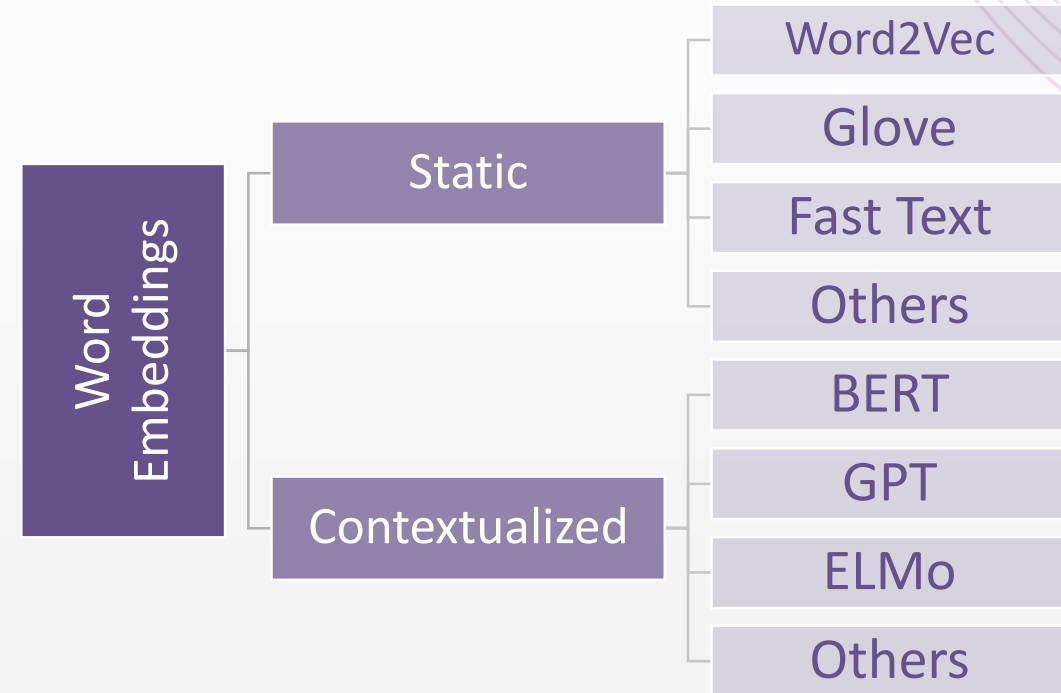 Word
Embeddings
Static
Word2Vec
Glove
Fast Text
Others
Contextualized
BERT
GPT
ELMo
Others